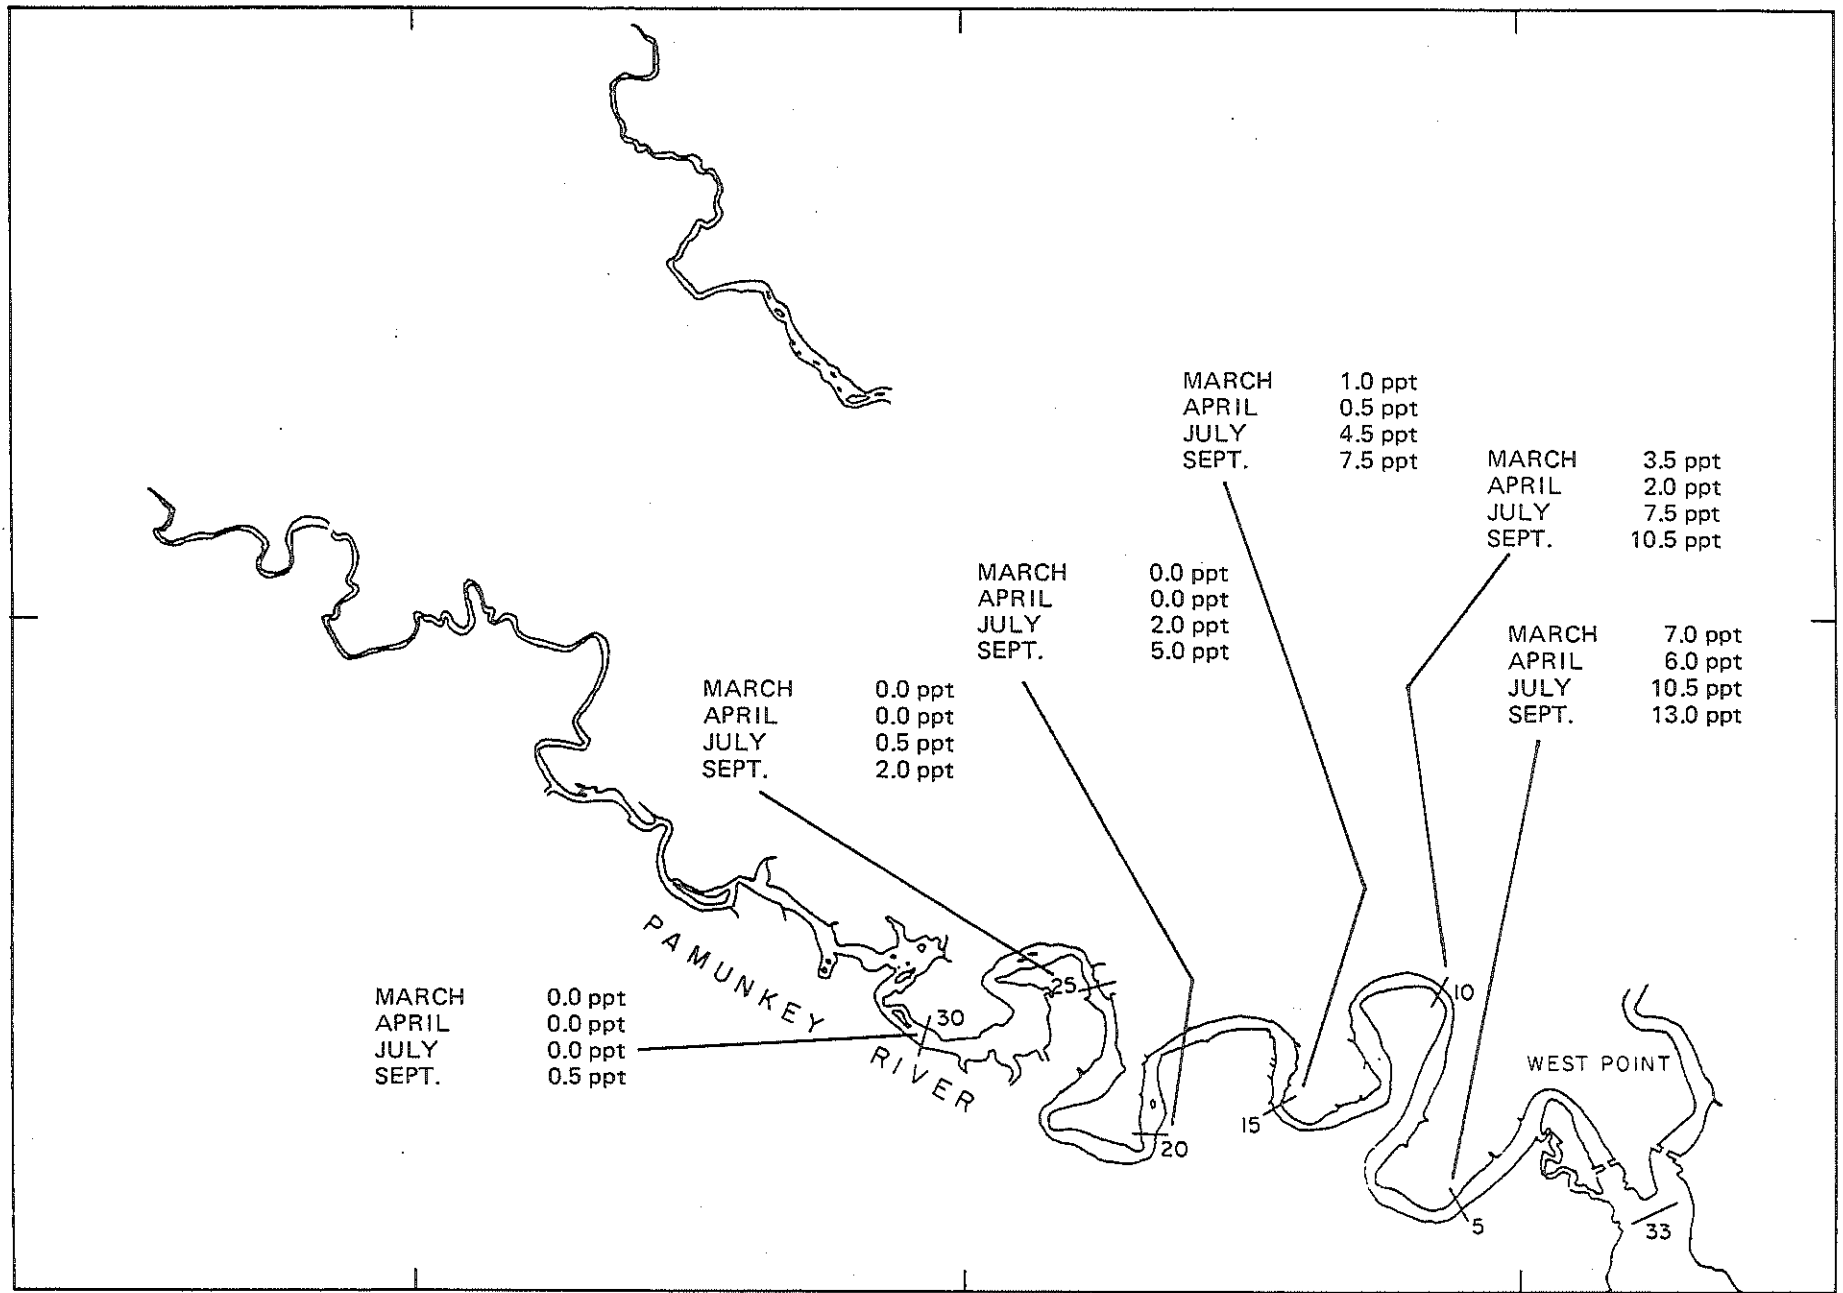 MARCH 1.0 ppt
APRIL 0.5 ppt
JULY 4.5 ppt
SEPT. 7.5 ppt
MARCH 3.5 ppt
APRIL 2.0 ppt
JULY 7.5 ppt
SEPT. 10.5 ppt
MARCH 0.0 ppt
APRIL 0.0 ppt
JULY 2.0 ppt
SEPT. 5.0 ppt
MARCH 7.0 ppt
APRIL 6.0 ppt
JULY 10.5 ppt
SEPT. 13.0 ppt
MARCH 0.0 ppt
APRIL 0.0 ppt
JULY 0.5 ppt
SEPT. 2.0 ppt
MARCH 0.0 ppt
APRIL 0.0 ppt
JULY 0.0 ppt
SEPT. 0.5 ppt
PAMUNKEY RIVER
30
25
20
15
10
5
WEST POINT
33